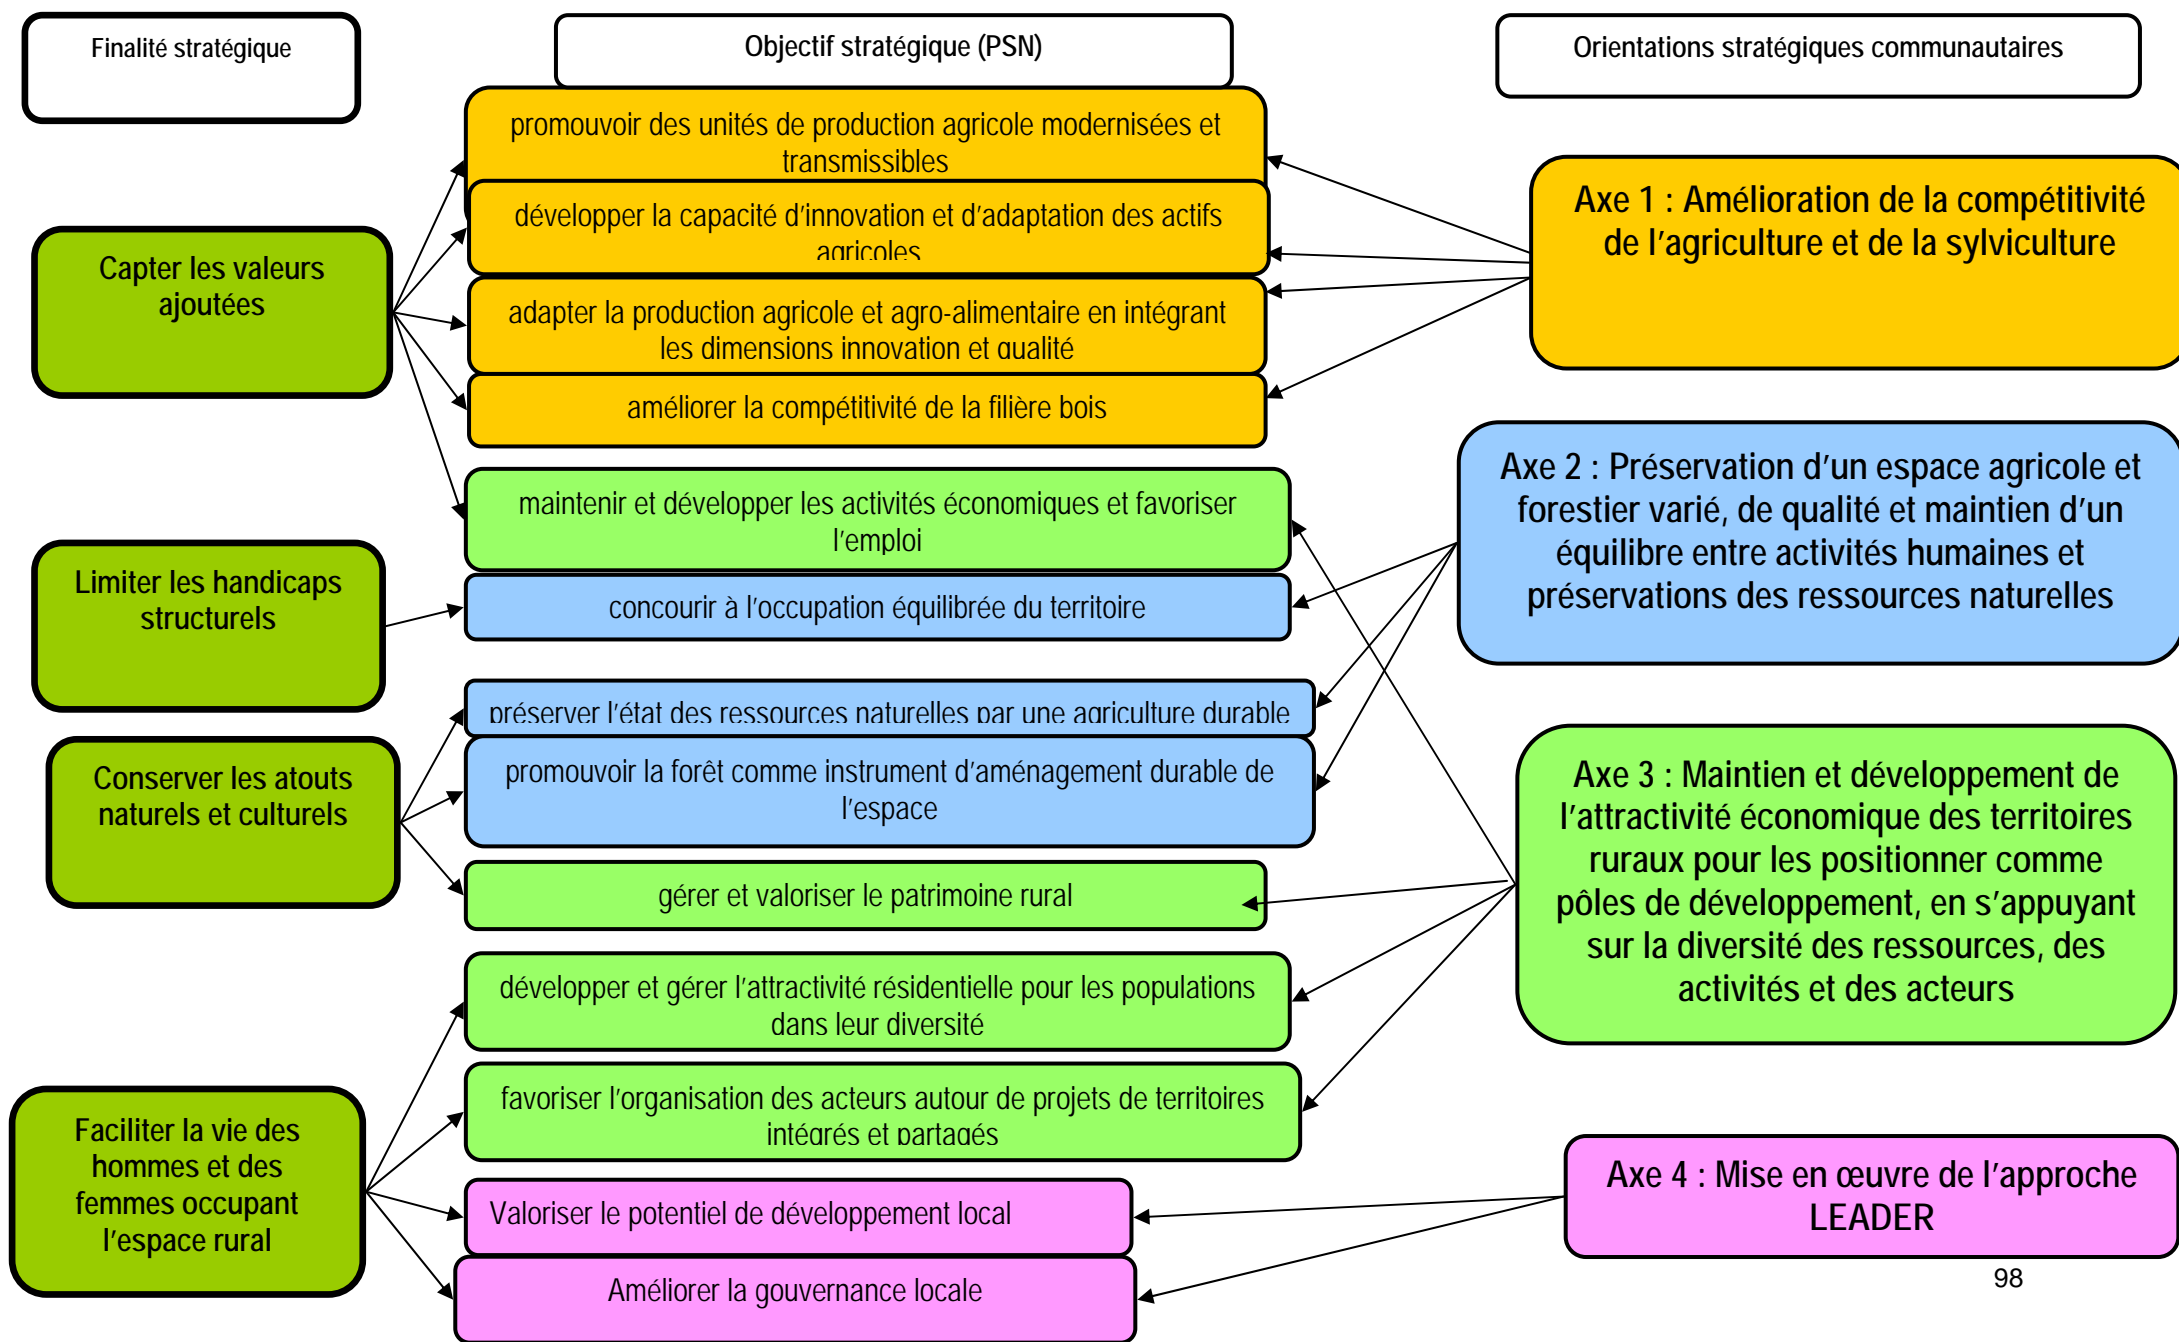 Finalité stratégique
Objectif stratégique (PSN)
Orientations stratégiques communautaires
Capter les valeurs
ajoutées
Limiter les handicaps
structurels
Conserver les atouts
naturels et culturels
Faciliter la vie des
hommes et des
femmes occupant
l'espace rural
promouvoir des unités de production agricole modernisées et
transmissibles
développer la capacité d'innovation et d'adaptation des actifs
agricoles
adapter la production agricole et agro-alimentaire en intégrant
les dimensions innovation et qualité
améliorer la compétitivité de la filière bois
maintenir et développer les activités économiques et favoriser
l'emploi
concourir à l'occupation équilibrée du territoire
préserver l'état des ressources naturelles par une agriculture durable
promouvoir la forêt comme instrument d'aménagement durable de
l'espace
gérer et valoriser le patrimoine rural
développer et gérer l'attractivité résidentielle pour les populations
dans leur diversité
favoriser l'organisation des acteurs autour de projets de territoires
intégrés et partagés
Valoriser le potentiel de développement local
Améliorer la gouvernance locale
Axe 1 : Amélioration de la compétitivité
de l'agriculture et de la sylviculture
Axe 2 : Préservation d'un espace agricole et
forestier varié, de qualité et maintien d'un
équilibre entre activités humaines et
préservations des ressources naturelles
Axe 3 : Maintien et développement de
l'attractivité économique des territoires
ruraux pour les positionner comme
pôles de développement, en s'appuyant
sur la diversité des ressources, des
activités et des acteurs
Axe 4 : Mise en œuvre de l'approche
LEADER
98